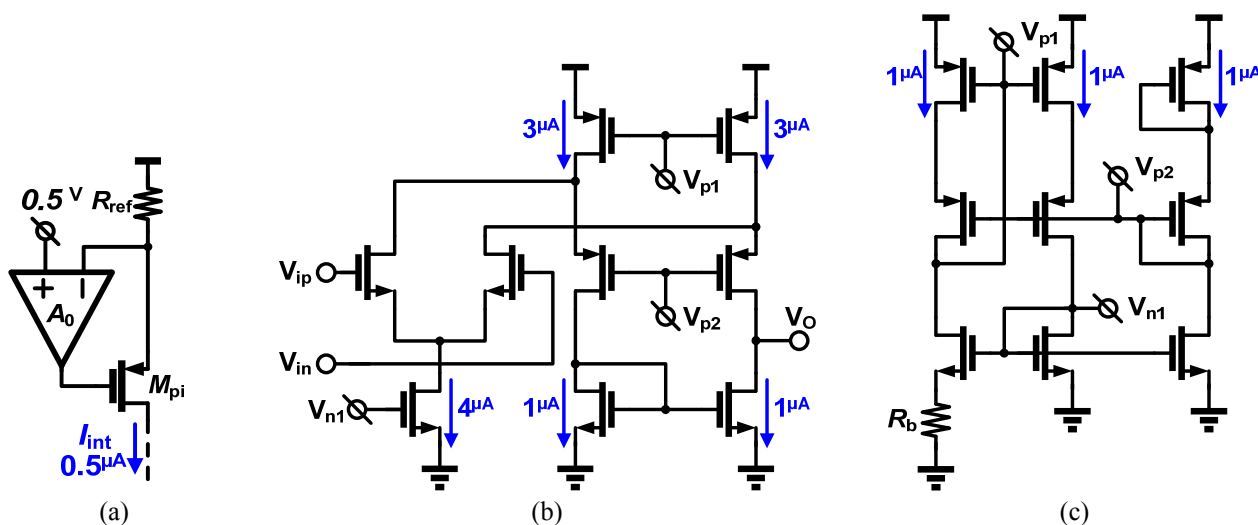 0.5 V
R_ref
+
−
A_0
M_pi
I_int
0.5µA
(a)
3µA
3µA
V_p1
V_ip
V_p2
V_O
V_in
V_n1
4µA
1µA
1µA
(b)
V_p1
1µA
1µA
1µA
V_p2
V_n1
R_b
(c)